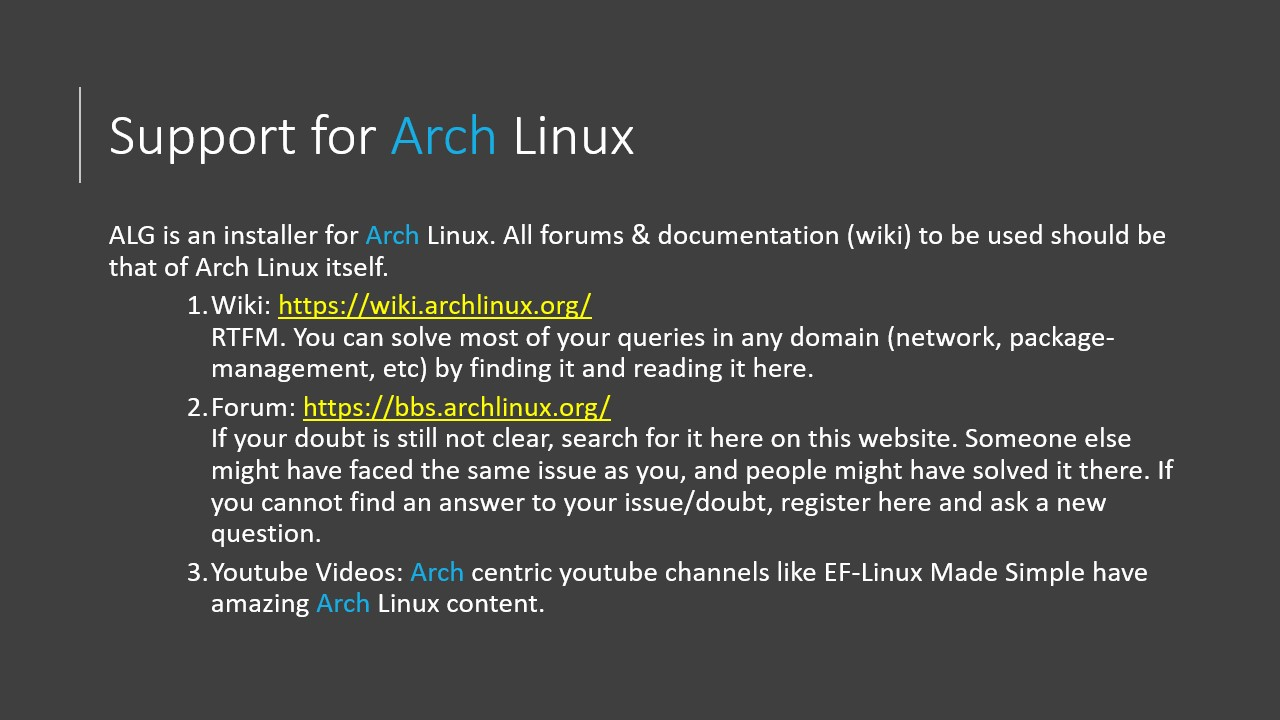 Support for Arch Linux
ALG is an installer for Arch Linux. All forums & documentation (wiki) to be used should be
that of Arch Linux itself.
1.Wiki: https://wiki.archlinux.org/
RTFM. You can solve most of your queries in any domain (network, package-
management, etc) by finding it and reading it here.
2.Forum: https://bbs.archlinux.org/
If your doubt is still not clear, search for it here on this website. Someone else
might have faced the same issue as you, and people might have solved it there. If
you cannot find an answer to your issue/doubt, register here and ask a new
question.
3.Youtube Videos: Arch centric youtube channels like EF-Linux Made Simple have
amazing Arch Linux content.